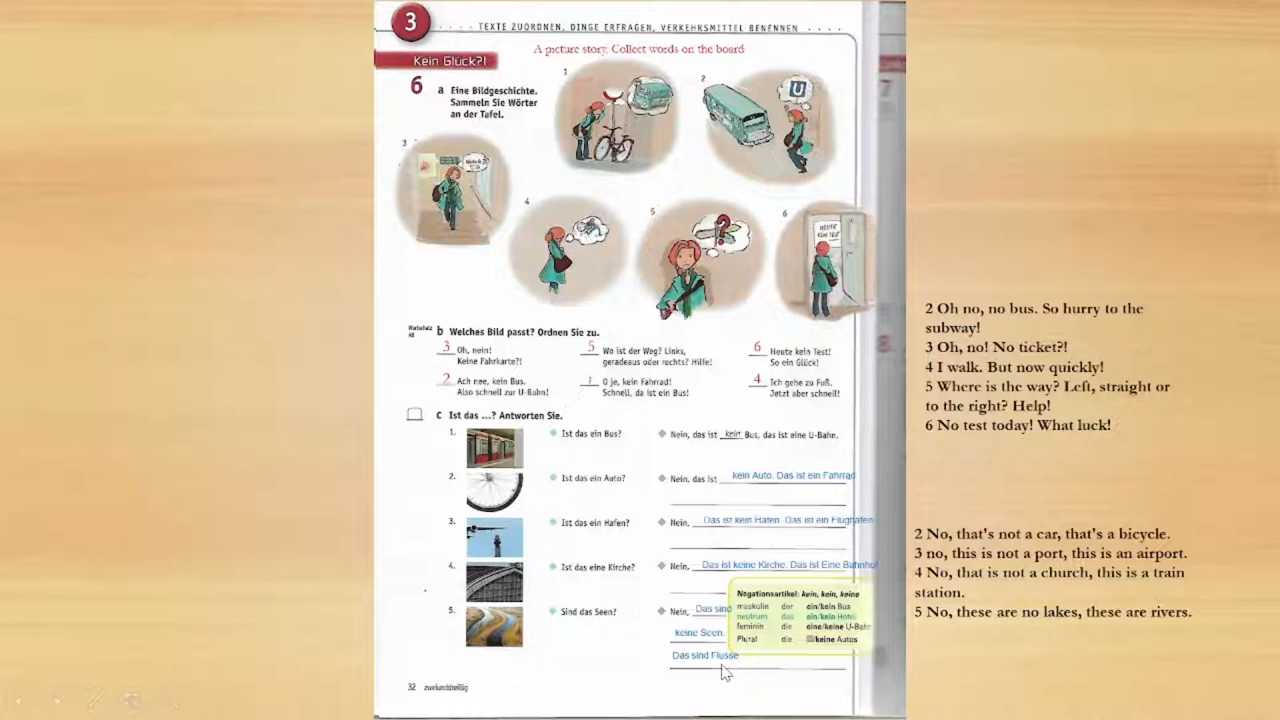 3
TEXTE ZUORDNEN, DINGE ERFRAGEN, VERKEHRSMITTEL BENENNEN
A picture story. Collect words on the board
Kein Glück?!
6 a Eine Bildgeschichte.
Sammeln Sie Wörter
an der Tafel.
1
2
U
3
4
5
?
6
HEUTE
KEIN TEST
Wortschatz
b Welches Bild passt? Ordnen Sie zu.
3 Oh, nein!
Keine Fahrkarte?!
5 Wo ist der Weg? Links,
geradeaus oder rechts? Hilfe!
6 Heute kein Test!
So ein Glück!
2 Ach nee, kein Bus.
Also schnell zur U-Bahn!
1 O je, kein Fahrrad!
Schnell, da ist ein Bus!
4 Ich gehe zu Fuß.
Jetzt aber schnell!
c Ist das ...? Antworten Sie.
1. Ist das ein Bus? Nein, das ist kein Bus, das ist eine U-Bahn.
2. Ist das ein Auto? Nein, das ist kein Auto. Das ist ein Fahrrad
3. Ist das ein Hafen? Nein, Das ist kein Hafen. Das ist ein Flughafen
4. Ist das eine Kirche? Nein, Das ist keine Kirche. Das ist Eine Bahnhof
5. Sind das Seen? Nein, Das sind
keine Seen.
Das sind Flusse
Negationsartikel: kein, kein, keine
maskulin der ein/kein Bus
neutrum das ein/kein Hotel
feminin die eine/keine U-Bahn
Plural die /keine Autos
32 zweiunddreißig
7
8
2 Oh no, no bus. So hurry to the
subway!
3 Oh, no! No ticket?!
4 I walk. But now quickly!
5 Where is the way? Left, straight or
to the right? Help!
6 No test today! What luck!
2 No, that's not a car, that's a bicycle.
3 no, this is not a port, this is an airport.
4 No, that is not a church, this is a train
station.
5 No, these are no lakes, these are rivers.